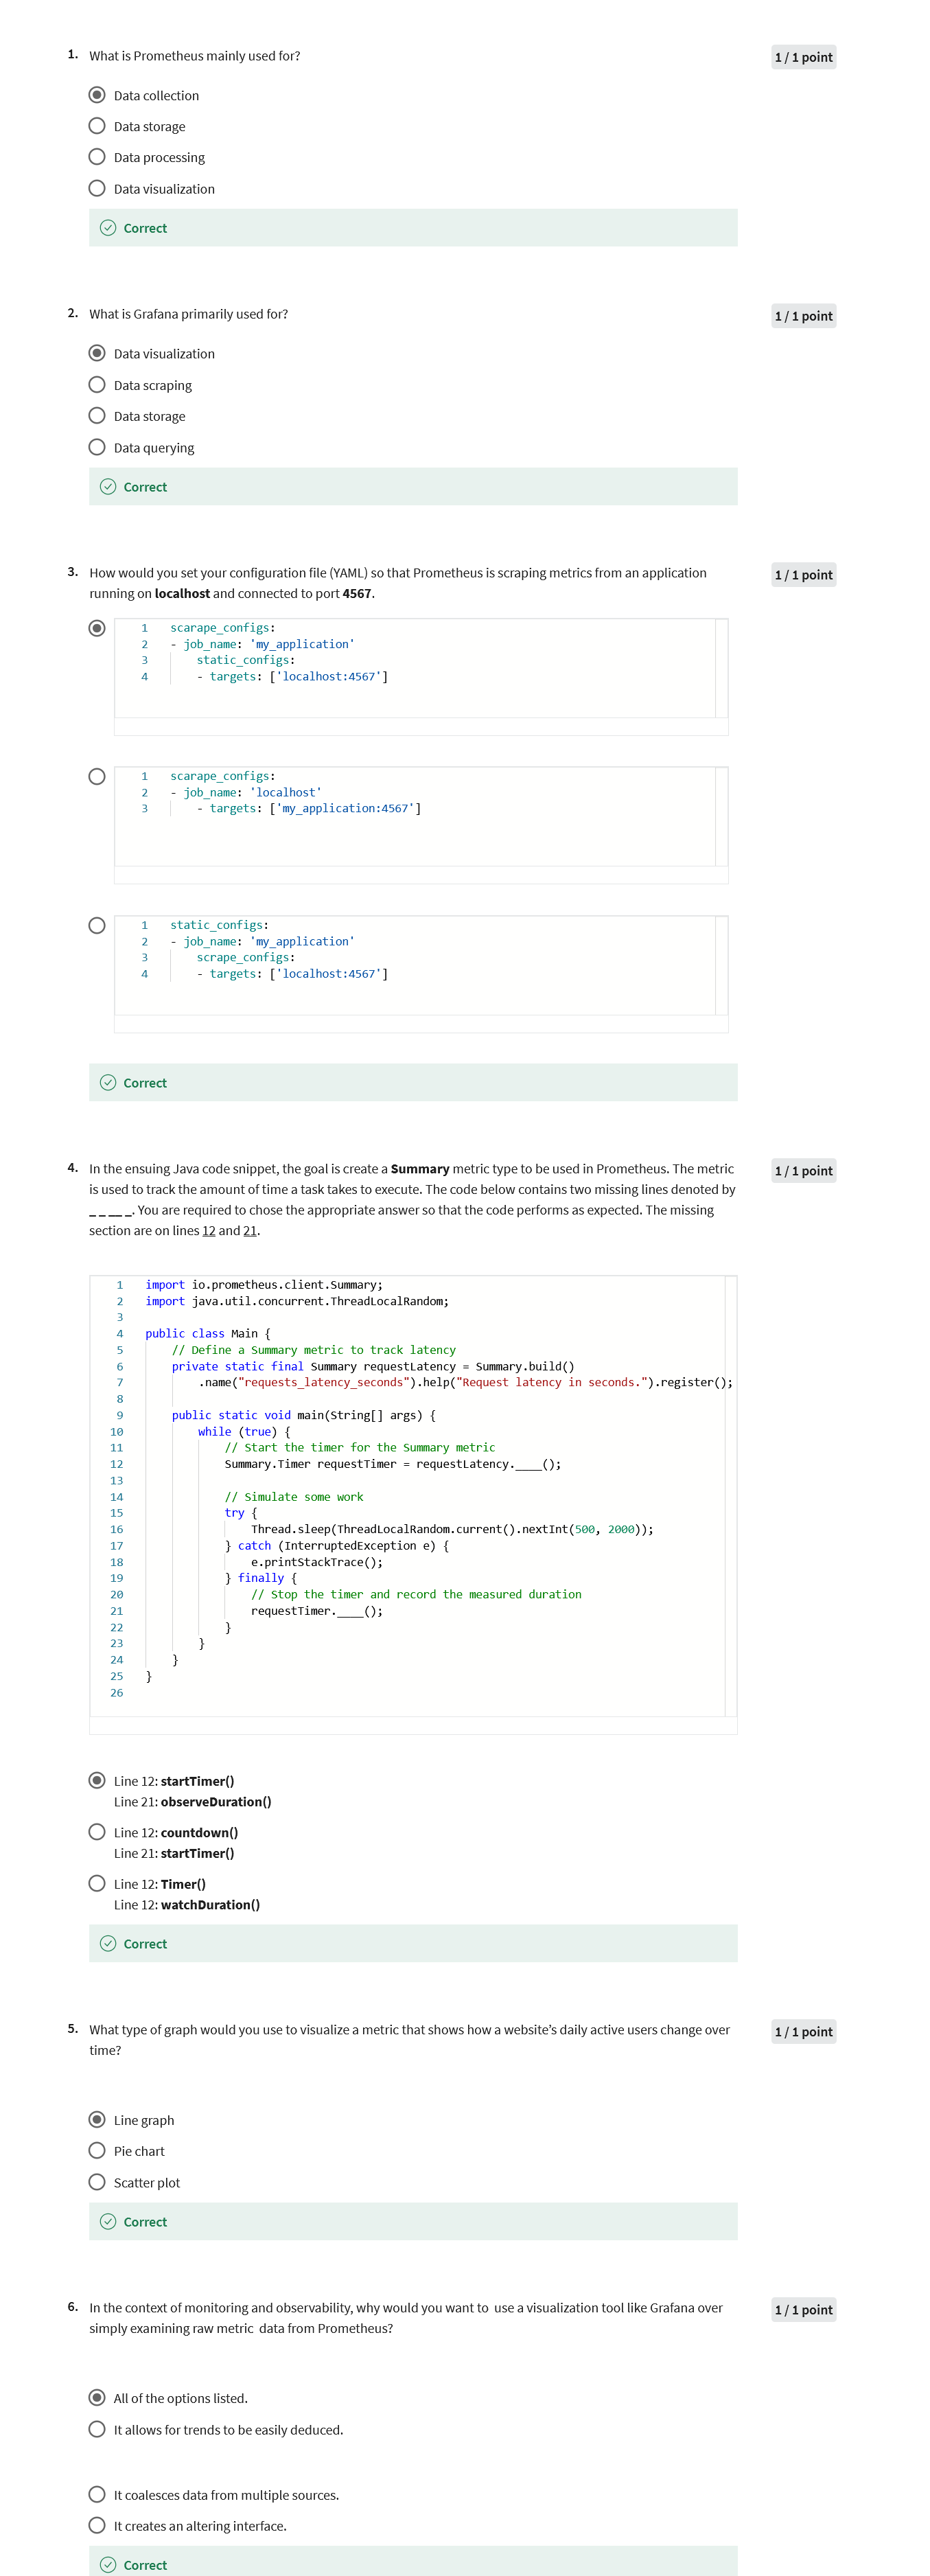 1. What is Prometheus mainly used for?
1 / 1 point
Data collection
Data storage
Data processing
Data visualization
Correct
2. What is Grafana primarily used for?
1 / 1 point
Data visualization
Data scraping
Data storage
Data querying
Correct
3. How would you set your configuration file (YAML) so that Prometheus is scraping metrics from an application
running on localhost and connected to port 4567.
1 / 1 point
1 scarape_configs:
2 - job_name: 'my_application'
3 static_configs:
4 - targets: ['localhost:4567']
1 scarape_configs:
2 - job_name: 'localhost'
3 - targets: ['my_application:4567']
1 static_configs:
2 - job_name: 'my_application'
3 scrape_configs:
4 - targets: ['localhost:4567']
Correct
4. In the ensuing Java code snippet, the goal is create a Summary metric type to be used in Prometheus. The metric
is used to track the amount of time a task takes to execute. The code below contains two missing lines denoted by
_ _ __ _. You are required to chose the appropriate answer so that the code performs as expected. The missing
section are on lines 12 and 21.
1 / 1 point
1 import io.prometheus.client.Summary;
2 import java.util.concurrent.ThreadLocalRandom;
3
4 public class Main {
5 // Define a Summary metric to track latency
6 private static final Summary requestLatency = Summary.build()
7 .name("requests_latency_seconds").help("Request latency in seconds.").register();
8
9 public static void main(String[] args) {
10 while (true) {
11 // Start the timer for the Summary metric
12 Summary.Timer requestTimer = requestLatency.____();
13
14 // Simulate some work
15 try {
16 Thread.sleep(ThreadLocalRandom.current().nextInt(500, 2000));
17 } catch (InterruptedException e) {
18 e.printStackTrace();
19 } finally {
20 // Stop the timer and record the measured duration
21 requestTimer.____();
22 }
23 }
24 }
25 }
26
Line 12: startTimer()
Line 21: observeDuration()
Line 12: countdown()
Line 21: startTimer()
Line 12: Timer()
Line 12: watchDuration()
Correct
5. What type of graph would you use to visualize a metric that shows how a website’s daily active users change over
time?
1 / 1 point
Line graph
Pie chart
Scatter plot
Correct
6. In the context of monitoring and observability, why would you want to use a visualization tool like Grafana over
simply examining raw metric data from Prometheus?
1 / 1 point
All of the options listed.
It allows for trends to be easily deduced.
It coalesces data from multiple sources.
It creates an altering interface.
Correct